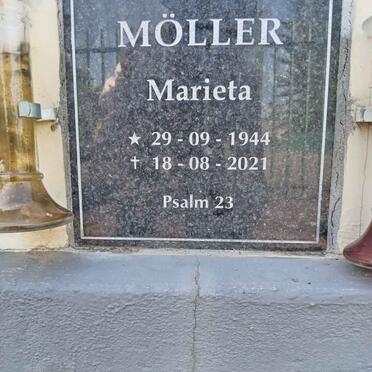 MÖLLER
Marieta
★ 29 - 09 - 1944
✝ 18 - 08 - 2021
Psalm 23